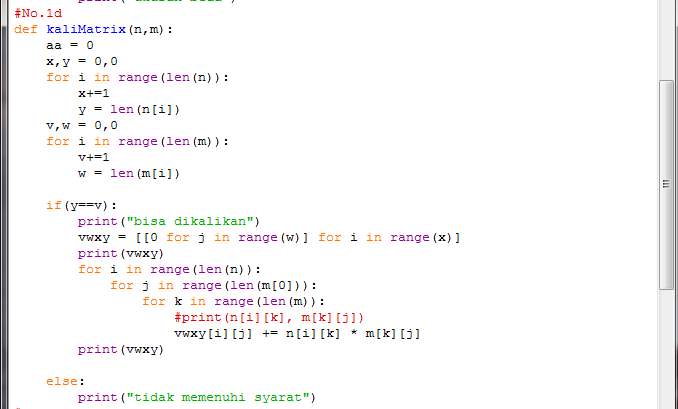 #No.1d
def kaliMatrix(n,m):
    aa = 0
    x,y = 0,0
    for i in range(len(n)):
        x+=1
        y = len(n[i])
    v,w = 0,0
    for i in range(len(m)):
        v+=1
        w = len(m[i])

    if(y==v):
        print("bisa dikalikan")
        vwxy = [[0 for j in range(w)] for i in range(x)]
        print(vwxy)
        for i in range(len(n)):
            for j in range(len(m[0])):
                for k in range(len(m)):
                    #print(n[i][k], m[k][j])
                    vwxy[i][j] += n[i][k] * m[k][j]
        print(vwxy)

    else:
        print("tidak memenuhi syarat")